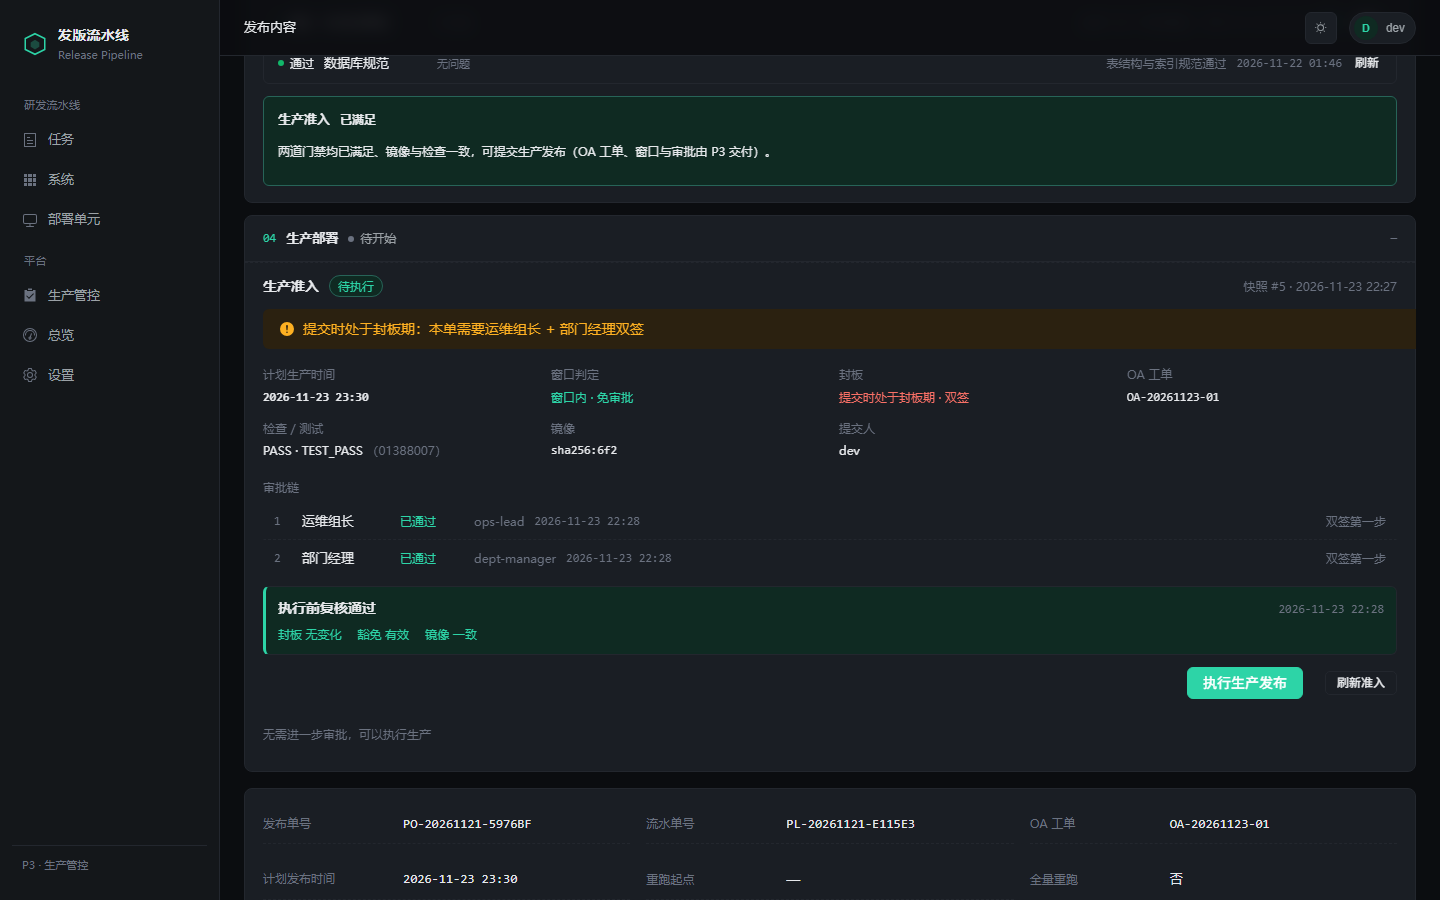 发版流水线
Release Pipeline
研发流水线
任务
系统
部署单元
平台
生产管控
总览
设置
P3 · 生产管控
发布内容
D dev
通过 数据库规范 无问题 表结构与索引规范通过 2026-11-22 01:46 刷新
生产准入 已满足
两道门禁均已满足、镜像与检查一致，可提交生产发布（OA 工单、窗口与审批由 P3 交付）。
04 生产部署 待开始 —
生产准入 待执行 快照 #5 · 2026-11-23 22:27
提交时处于封板期：本单需要运维组长 + 部门经理双签
计划生产时间 窗口判定 封板 OA 工单
2026-11-23 23:30 窗口内 · 免审批 提交时处于封板期 · 双签 OA-20261123-01
检查 / 测试 镜像 提交人
PASS · TEST_PASS (01388007) sha256:6f2 dev
审批链
1 运维组长 已通过 ops-lead 2026-11-23 22:28 双签第一步
2 部门经理 已通过 dept-manager 2026-11-23 22:28 双签第一步
执行前复核通过 2026-11-23 22:28
封板 无变化 豁免 有效 镜像 一致
执行生产发布 刷新准入
无需进一步审批，可以执行生产
发布单号 PO-20261121-5976BF 流水单号 PL-20261121-E115E3 OA 工单 OA-20261123-01
计划发布时间 2026-11-23 23:30 重跑起点 — 全量重跑 否